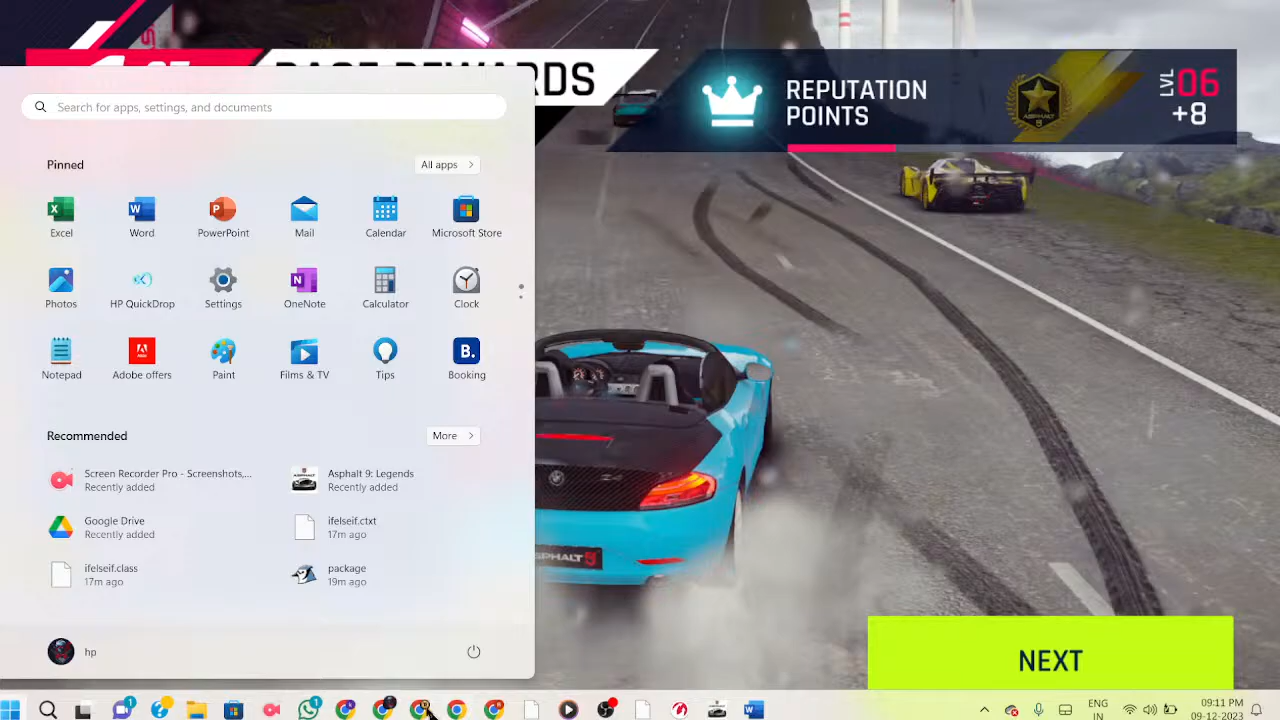 RACE REWARDS
REPUTATION
POINTS
LVL 06
+8
ASPHALT
9
Search for apps, settings, and documents
Pinned
All apps
Excel
Word
PowerPoint
Mail
Calendar
Microsoft Store
Photos
HP QuickDrop
Settings
OneNote
Calculator
Clock
Notepad
Adobe offers
Paint
Films & TV
Tips
Booking
Recommended
More
Screen Recorder Pro - Screenshots,...
Recently added
Asphalt 9: Legends
Recently added
Google Drive
Recently added
ifelseif.ctxt
17m ago
ifelseif.class
17m ago
package
19m ago
hp
Z4
ASPHALT 9
NEXT
ENG
IN
09:11 PM
09-12-2023